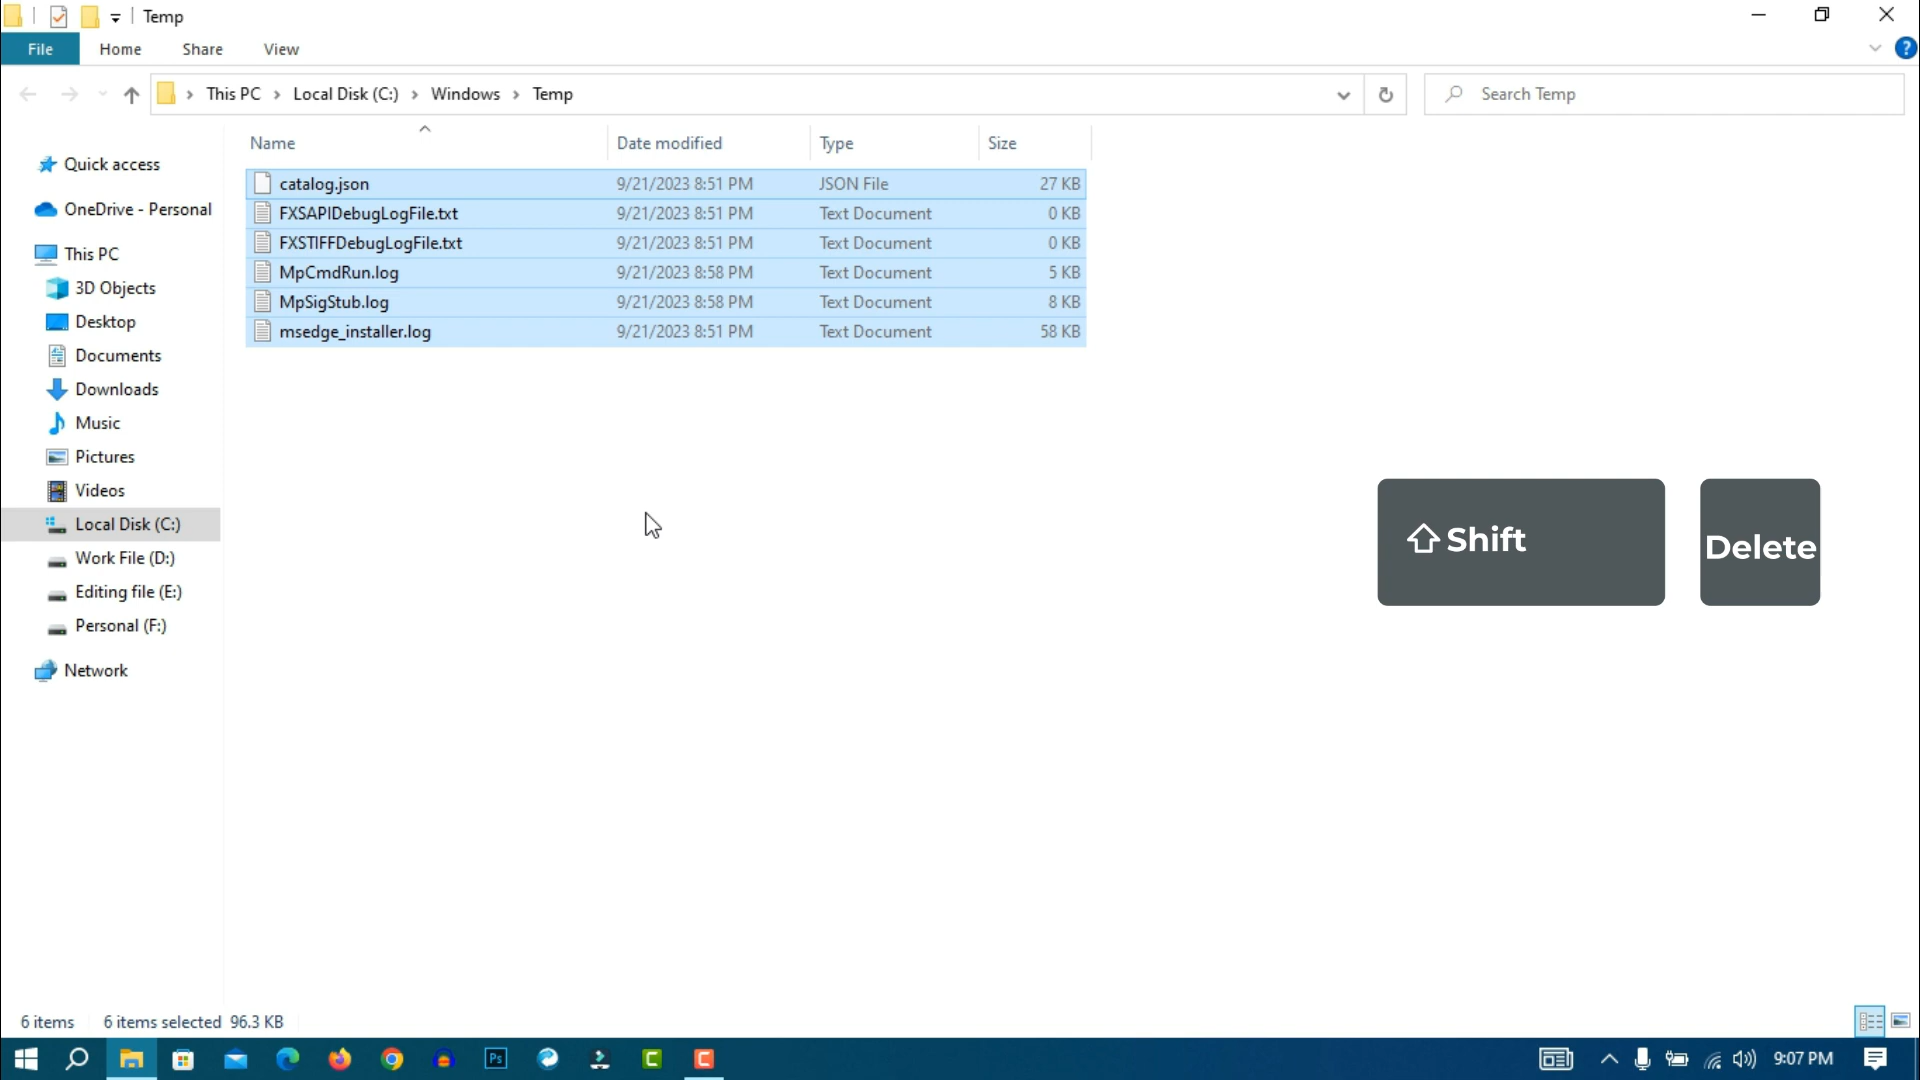 Temp
File Home Share View
This PC Local Disk (C:) Windows Temp
Search Temp
Name Date modified Type Size
Quick access
OneDrive - Personal
This PC
3D Objects
Desktop
Documents
Downloads
Music
Pictures
Videos
Local Disk (C:)
Work File (D:)
Editing file (E:)
Personal (F:)
Network
catalog.json 9/21/2023 8:51 PM JSON File 27 KB
FXSAPIDebugLogFile.txt 9/21/2023 8:51 PM Text Document 0 KB
FXSTIFFDebugLogFile.txt 9/21/2023 8:51 PM Text Document 0 KB
MpCmdRun.log 9/21/2023 8:58 PM Text Document 5 KB
MpSigStub.log 9/21/2023 8:58 PM Text Document 8 KB
msedge_installer.log 9/21/2023 8:51 PM Text Document 58 KB
Shift
Delete
6 items 6 items selected 96.3 KB
Ps
C
C
9:07 PM